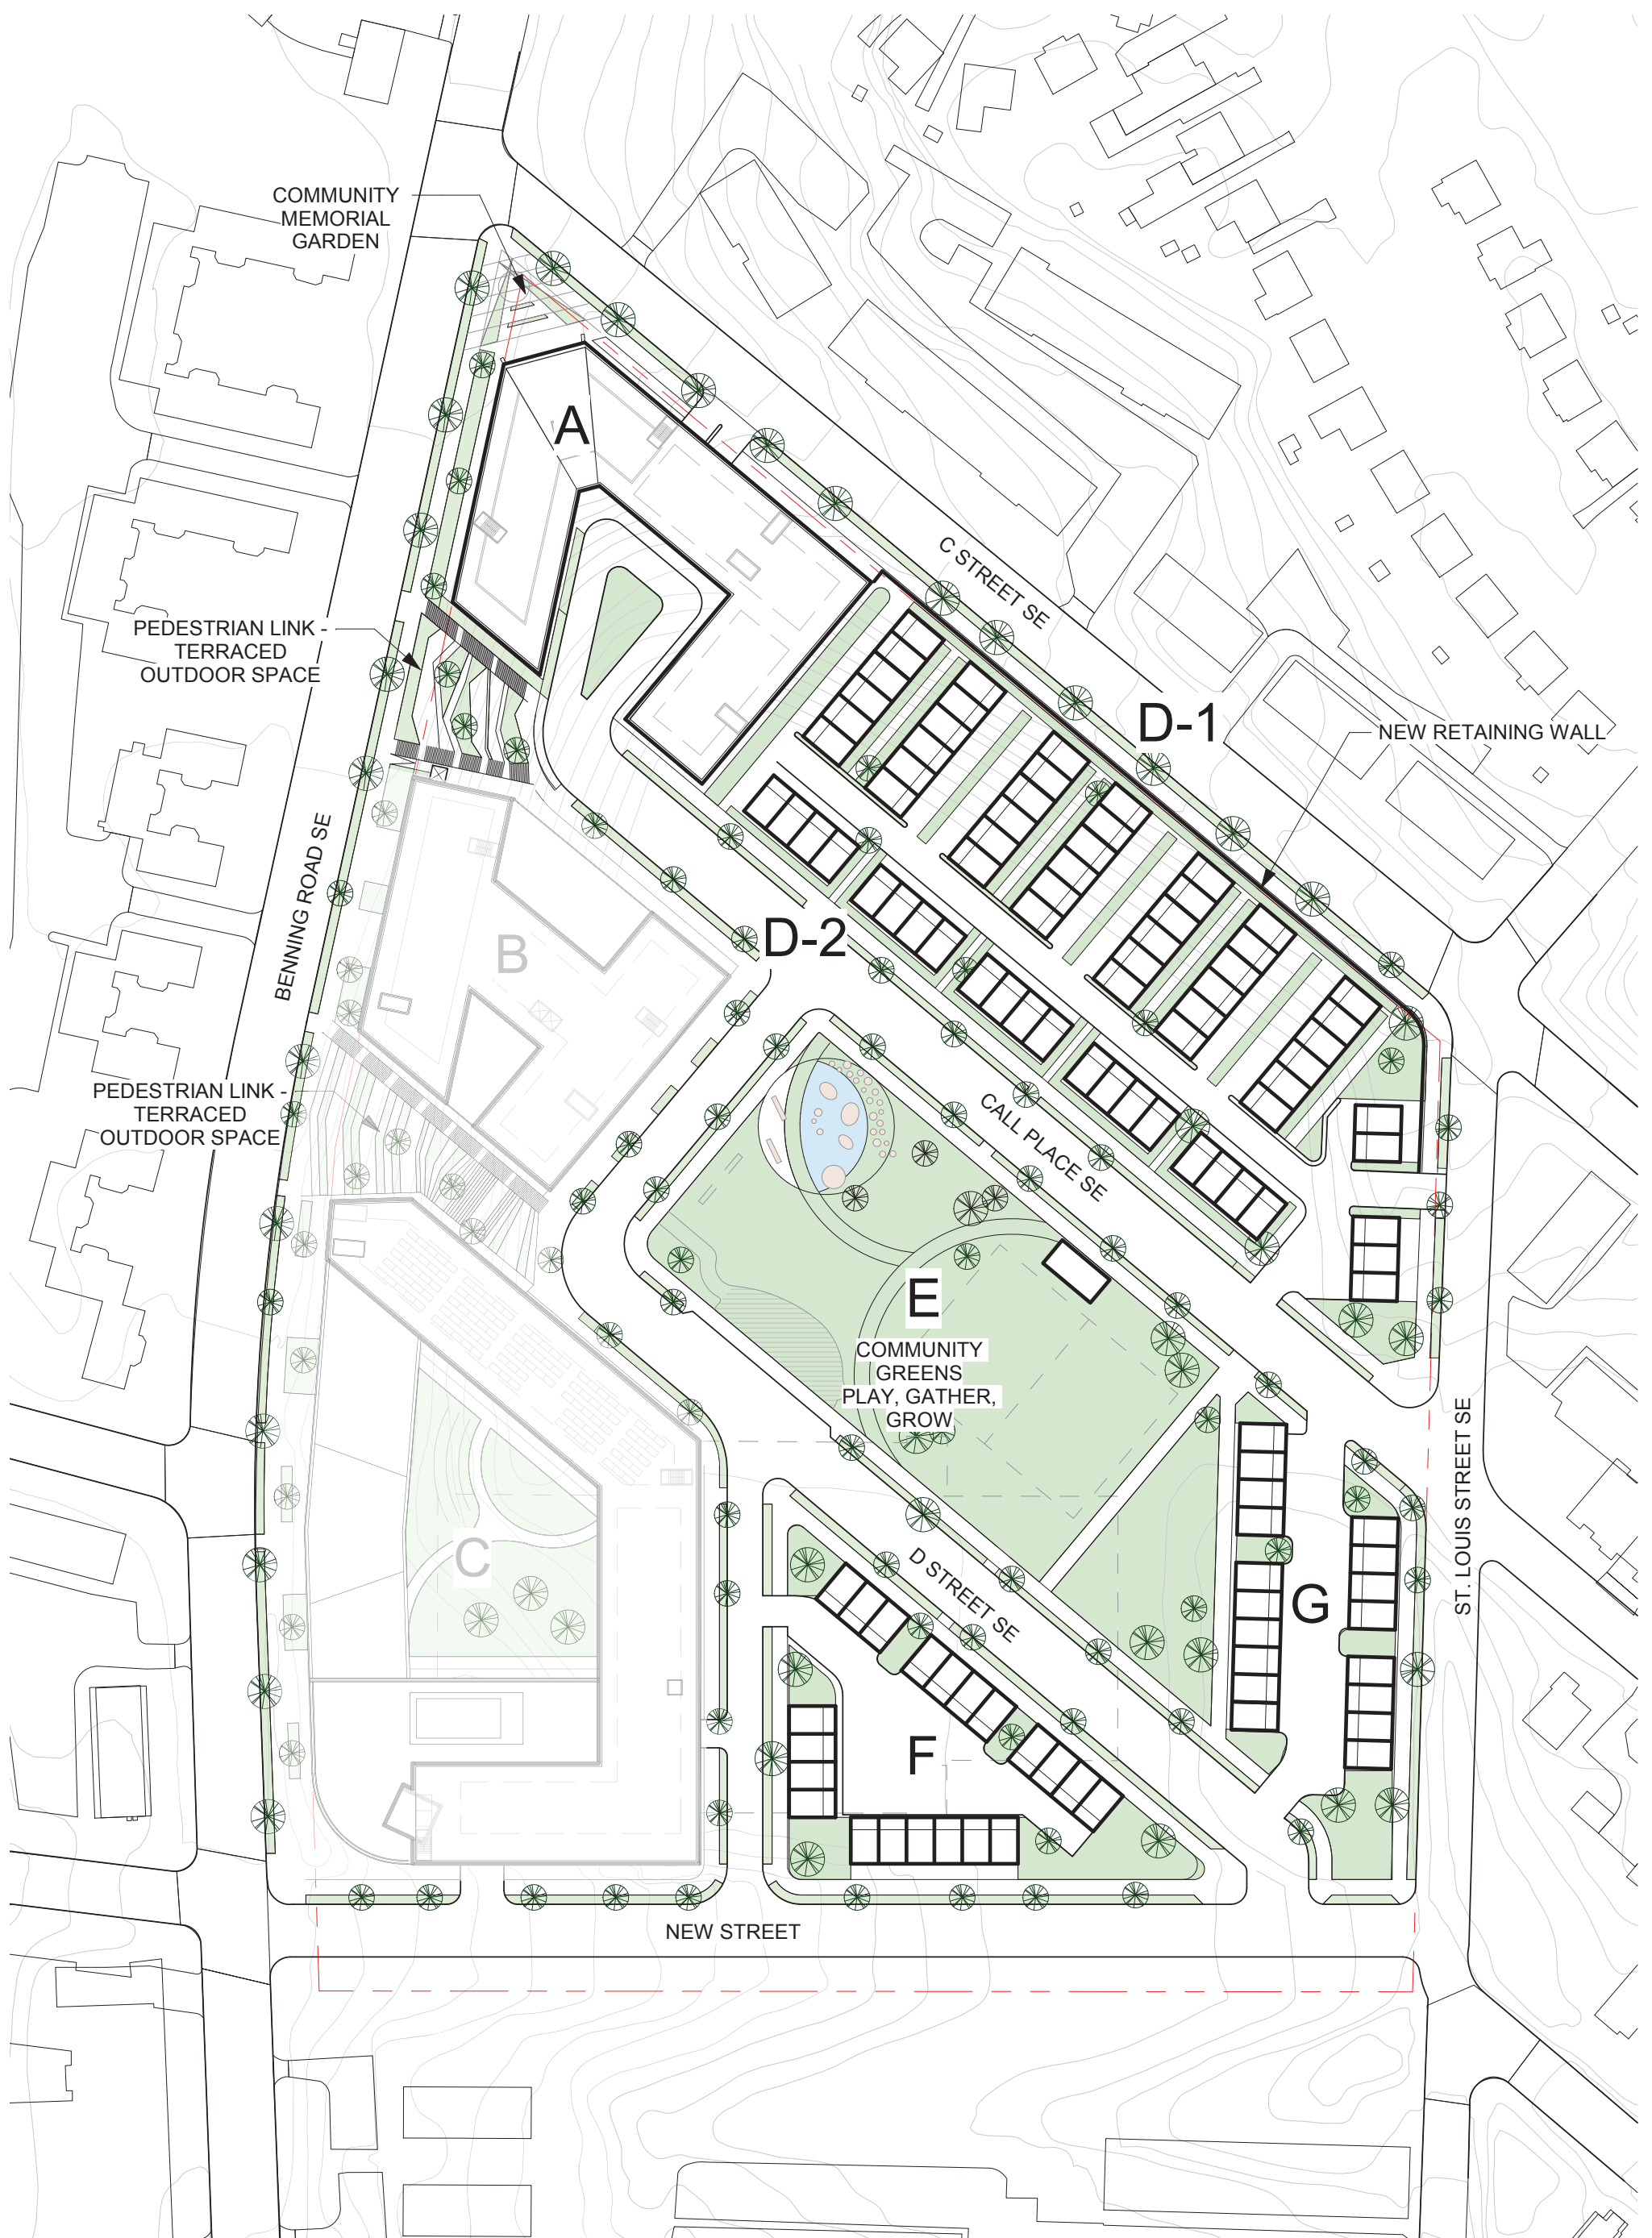 COMMUNITY
MEMORIAL
GARDEN
A
C STREET SE
PEDESTRIAN LINK -
TERRACED
OUTDOOR SPACE
D-1
NEW RETAINING WALL
BENNING ROAD SE
B
D-2
PEDESTRIAN LINK -
TERRACED
OUTDOOR SPACE
CALL PLACE SE
E
COMMUNITY
GREENS
PLAY, GATHER,
GROW
ST. LOUIS STREET SE
C
D STREET SE
G
F
NEW STREET